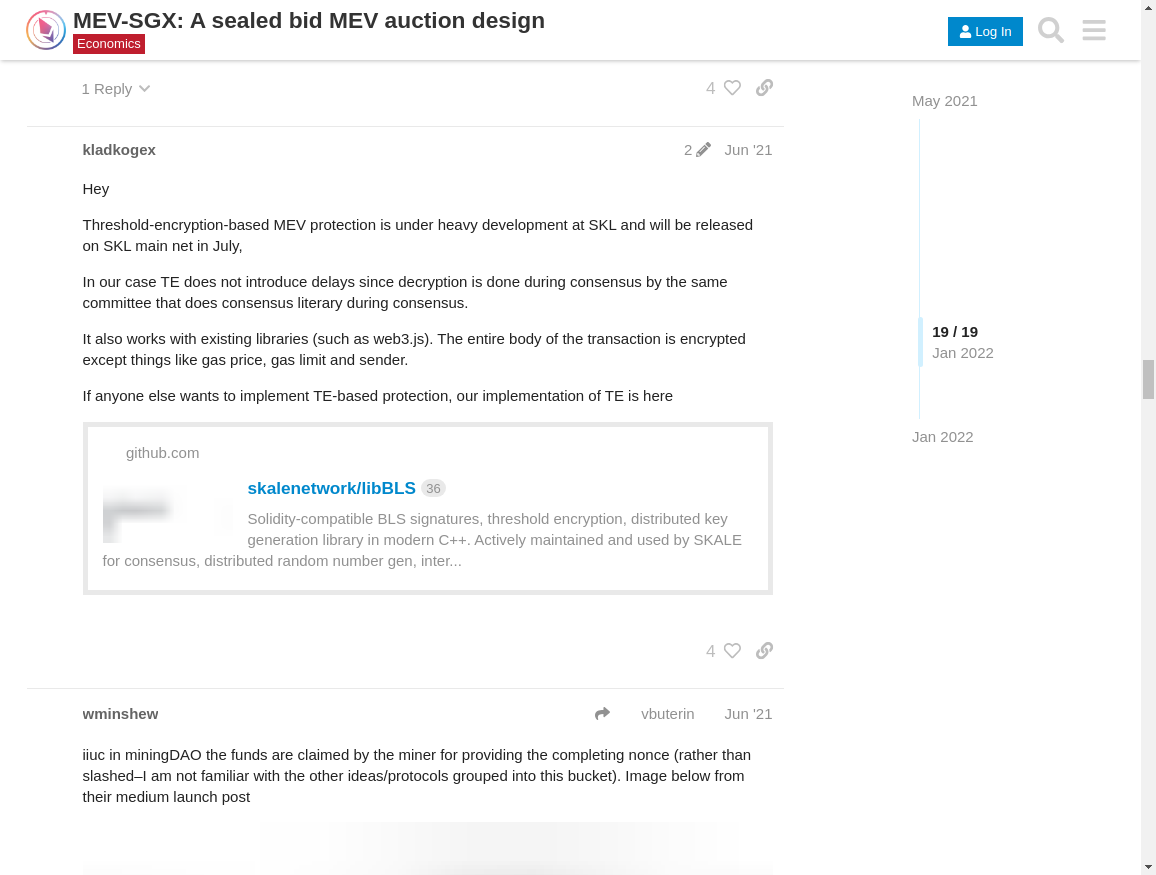 MEV-SGX: A sealed bid MEV auction design
Economics
Log In
1 Reply
4
May 2021
kladkogex
2
Jun '21
Hey
Threshold-encryption-based MEV protection is under heavy development at SKL and will be released
on SKL main net in July,
In our case TE does not introduce delays since decryption is done during consensus by the same
committee that does consensus literary during consensus.
It also works with existing libraries (such as web3.js). The entire body of the transaction is encrypted
except things like gas price, gas limit and sender.
19 / 19
Jan 2022
If anyone else wants to implement TE-based protection, our implementation of TE is here
Jan 2022
github.com
skalenetwork/libBLS 36
Solidity-compatible BLS signatures, threshold encryption, distributed key
generation library in modern C++. Actively maintained and used by SKALE
for consensus, distributed random number gen, inter...
4
wminshew
vbuterin
Jun '21
iiuc in miningDAO the funds are claimed by the miner for providing the completing nonce (rather than
slashed–I am not familiar with the other ideas/protocols grouped into this bucket). Image below from
their medium launch post